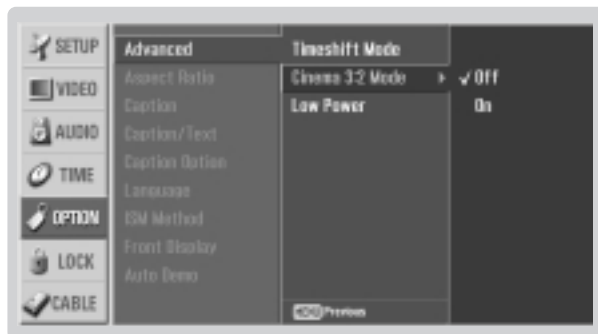 SETUP
VIDEO
AUDIO
TIME
OPTION
LOCK
CABLE
Advanced
Aspect Ratio
Caption
Caption/Text
Caption Option
Language
ISM Method
Front Display
Auto Demo
Timeshift Mode
Cinema 3:2 Mode
Low Power
Previous
Off
On